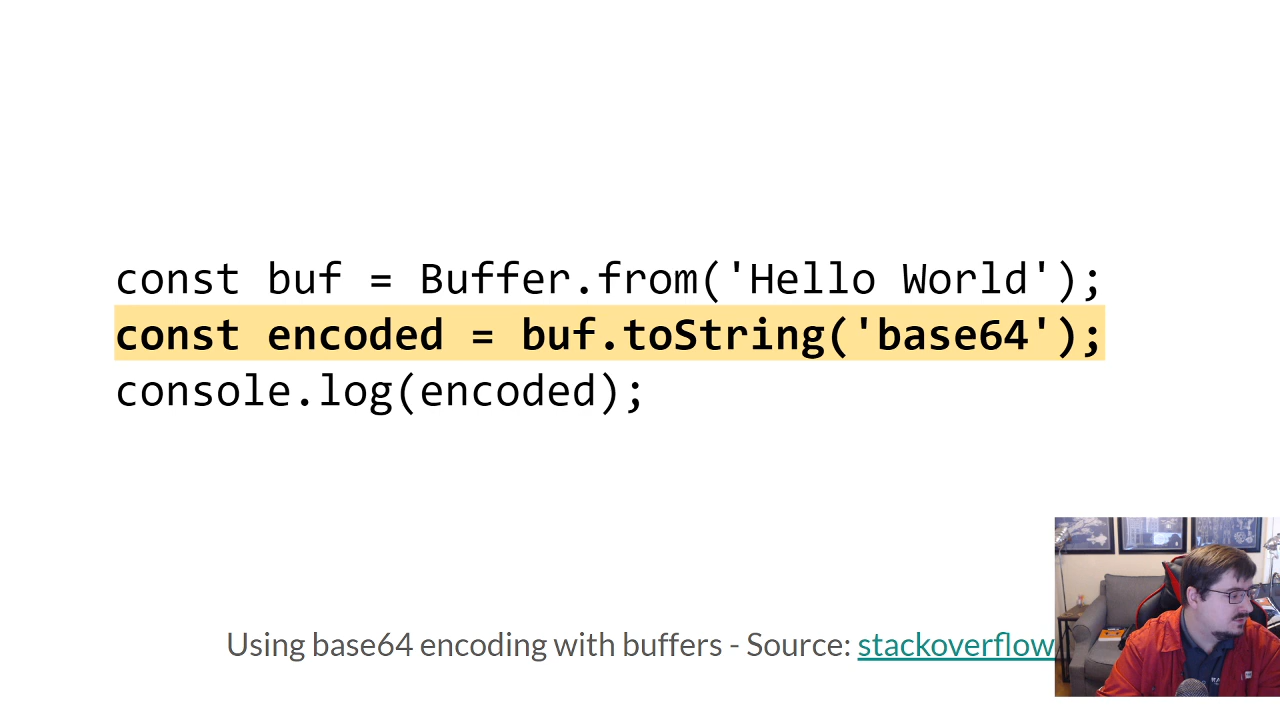 const buf = Buffer.from('Hello World');
const encoded = buf.toString('base64');
console.log(encoded);
Using base64 encoding with buffers - Source: stackoverflow